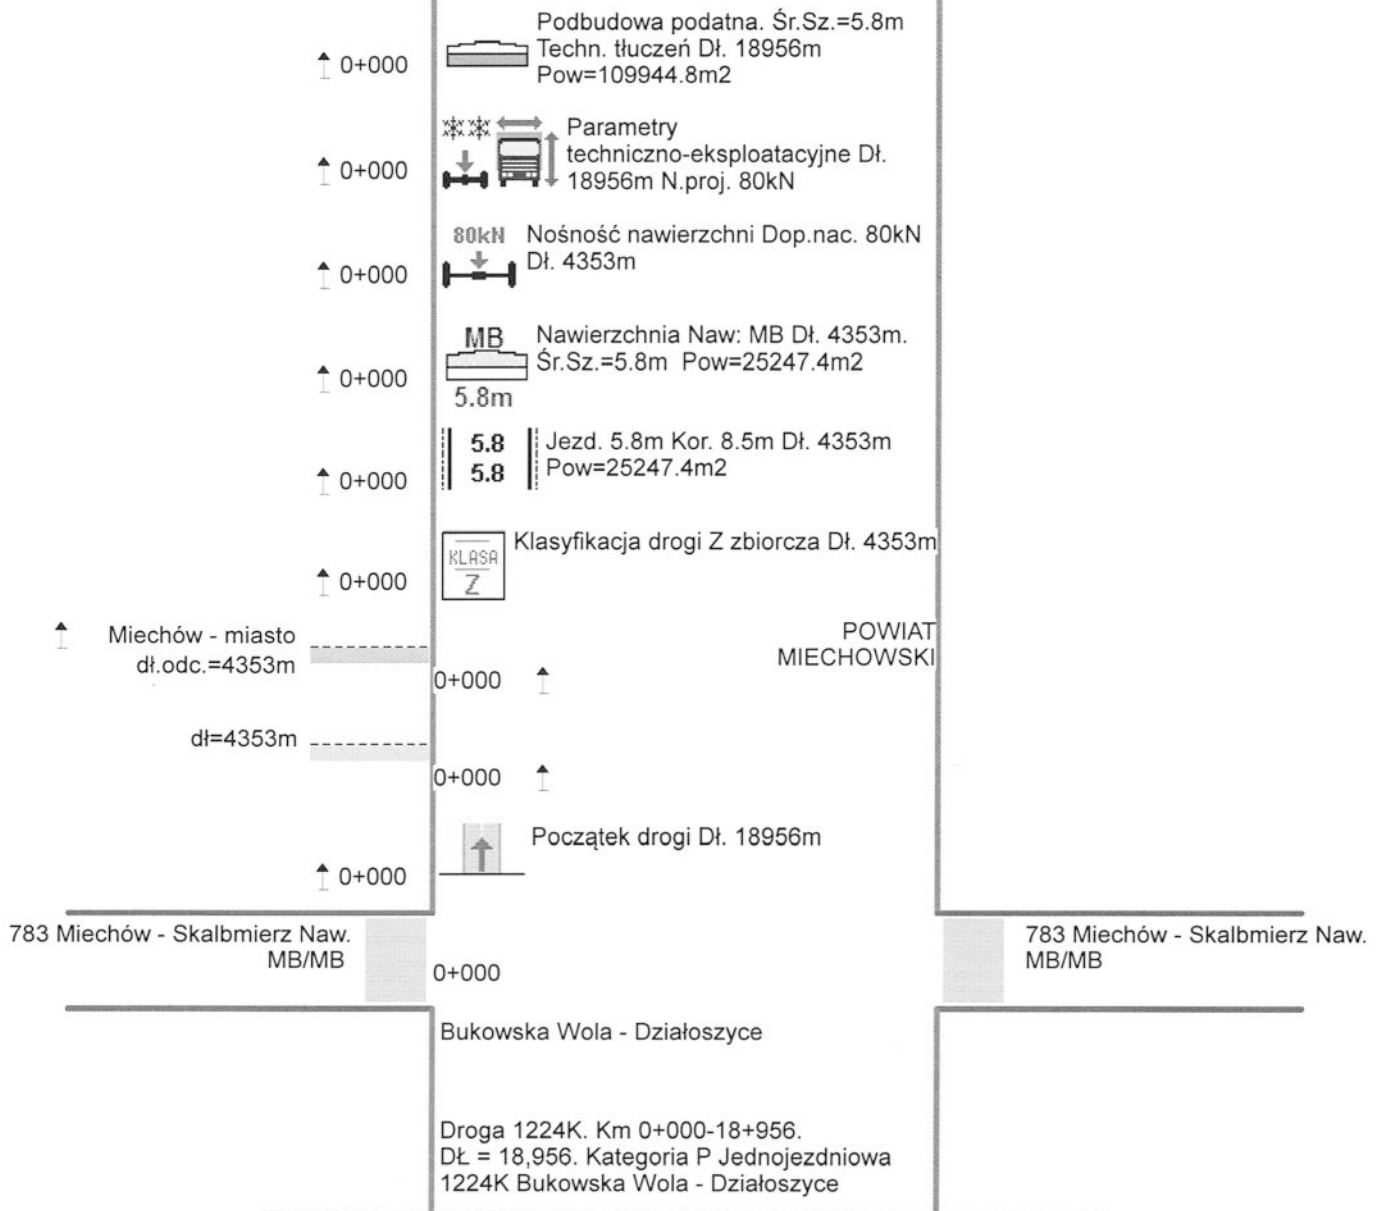 Podbudowa podatna. Śr.Sz.=5.8m
Techn. tłuczeń Dł. 18956m
Pow=109944.8m2
0+000
Parametry
techniczno-eksploatacyjne Dł.
18956m N.proj. 80kN
0+000
80kN
Nośność nawierzchni Dop.nac. 80kN
Dł. 4353m
0+000
MB
Nawierzchnia Naw: MB Dł. 4353m.
Śr.Sz.=5.8m Pow=25247.4m2
0+000
5.8m
5.8
5.8
Jezd. 5.8m Kor. 8.5m Dł. 4353m
Pow=25247.4m2
0+000
KLASA
Z
Klasyfikacja drogi Z zbiorcza Dł. 4353m
0+000
Miechów - miasto
dł.odc.=4353m
POWIAT
MIECHOWSKI
0+000
dł=4353m
0+000
Początek drogi Dł. 18956m
0+000
783 Miechów - Skalbmierz Naw.
MB/MB
0+000
783 Miechów - Skalbmierz Naw.
MB/MB
Bukowska Wola - Działoszyce
Droga 1224K. Km 0+000-18+956.
DŁ = 18,956. Kategoria P Jednojezdniowa
1224K Bukowska Wola - Działoszyce